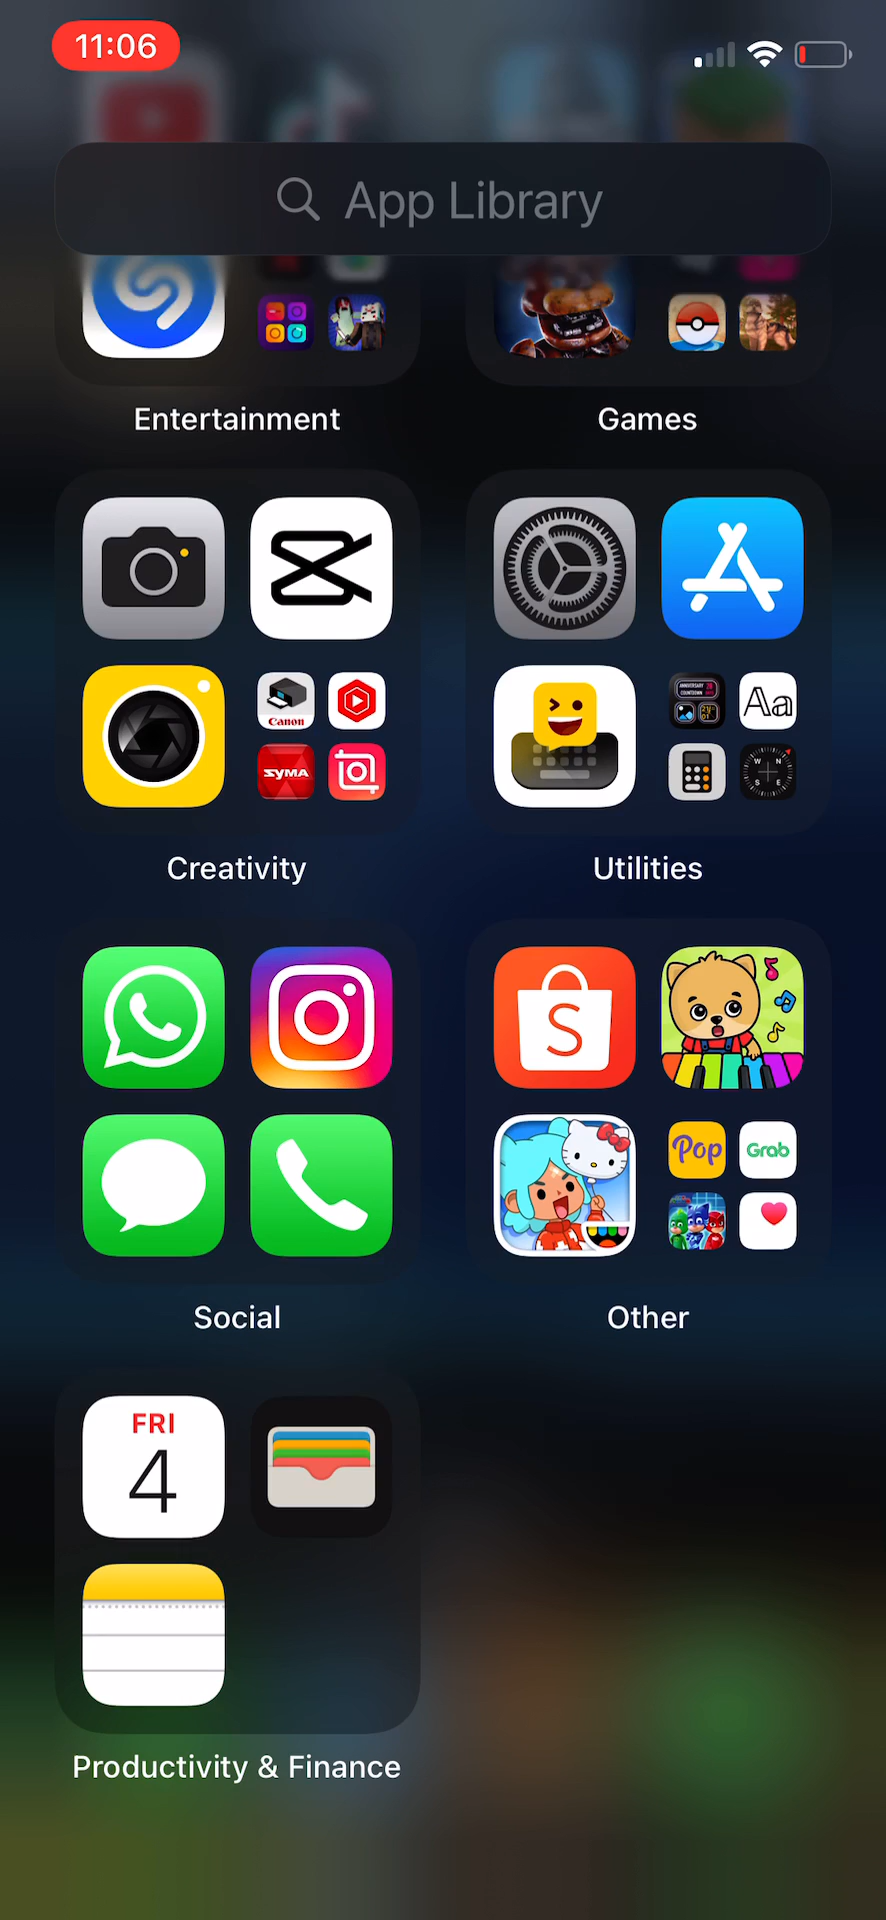 11:06
App Library
Entertainment
Games
Canon
SYMA
Aa
W N
S E
Creativity
Utilities
S
Pop
Grab
Social
Other
FRI
4
Productivity & Finance